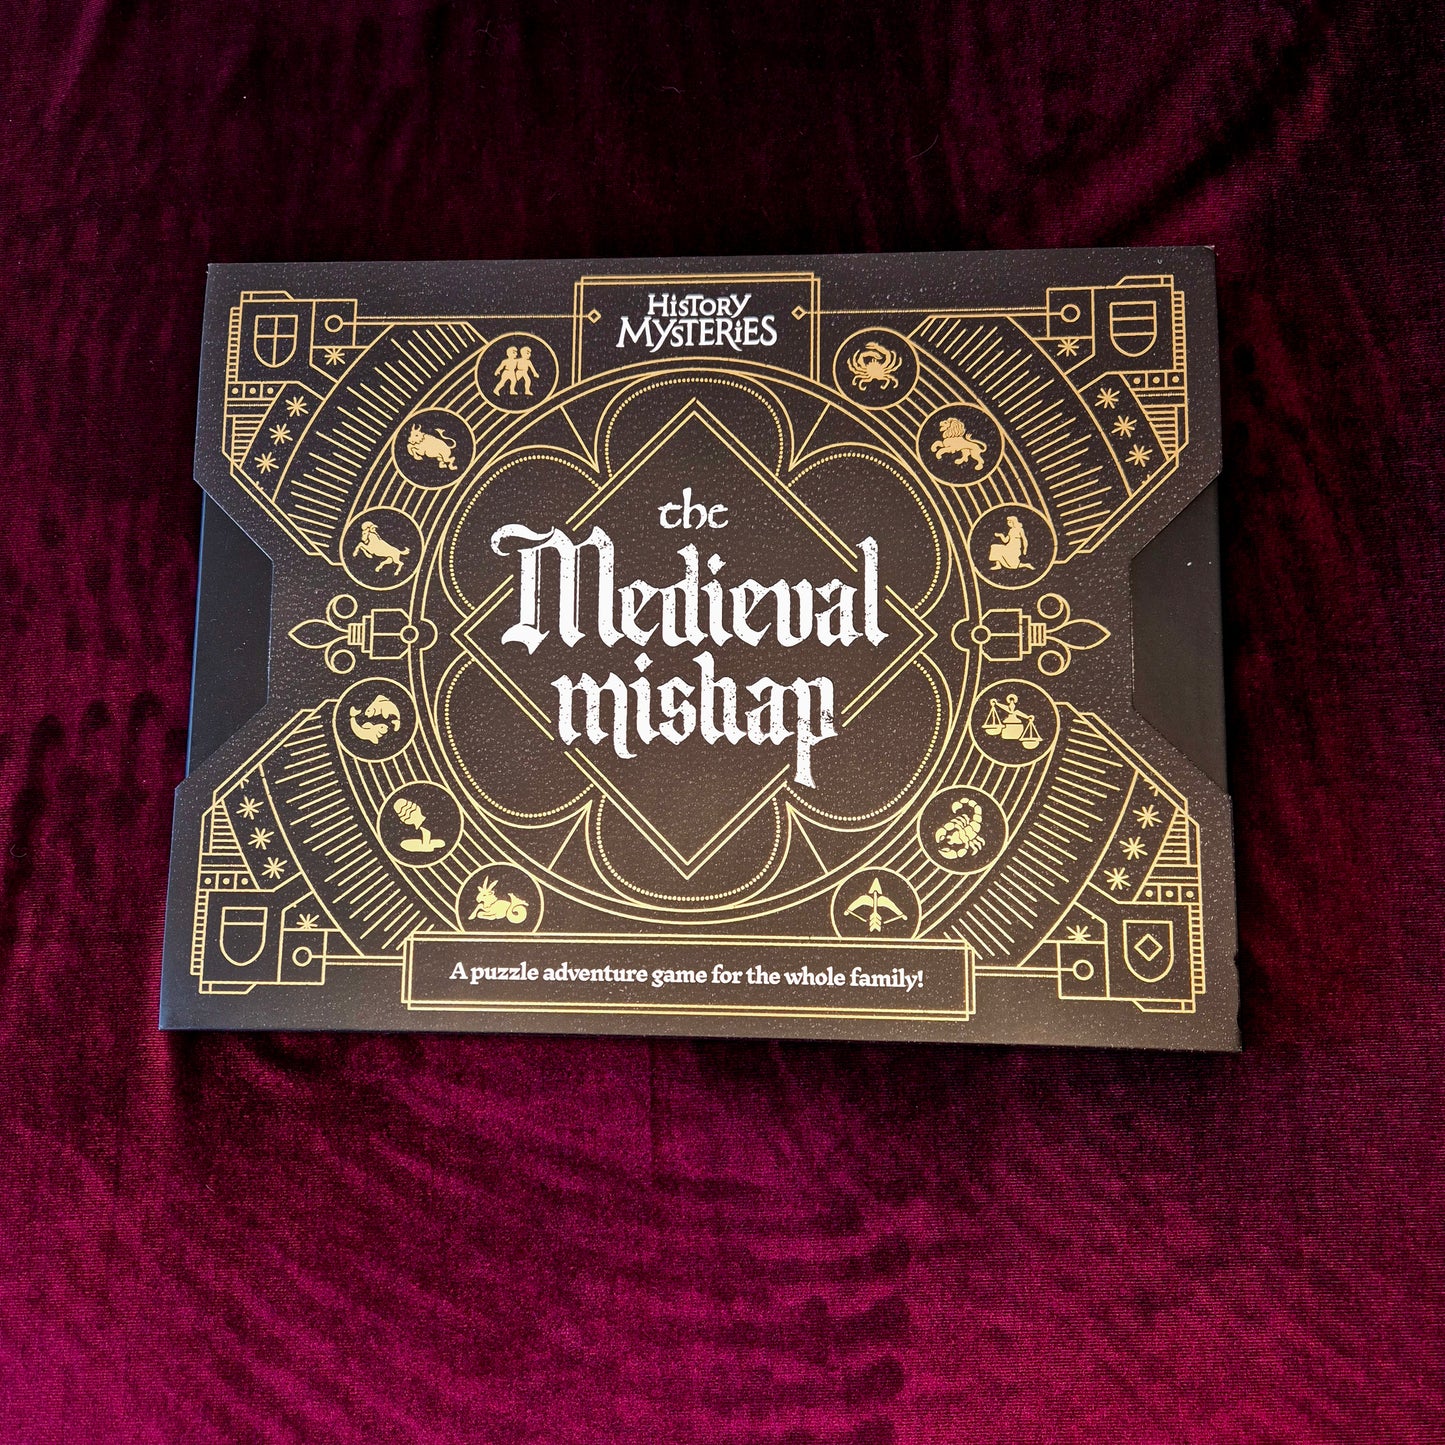 HiSTORY
MYSTERiES
the
Medieval
mishap
A puzzle adventure game for the whole family!